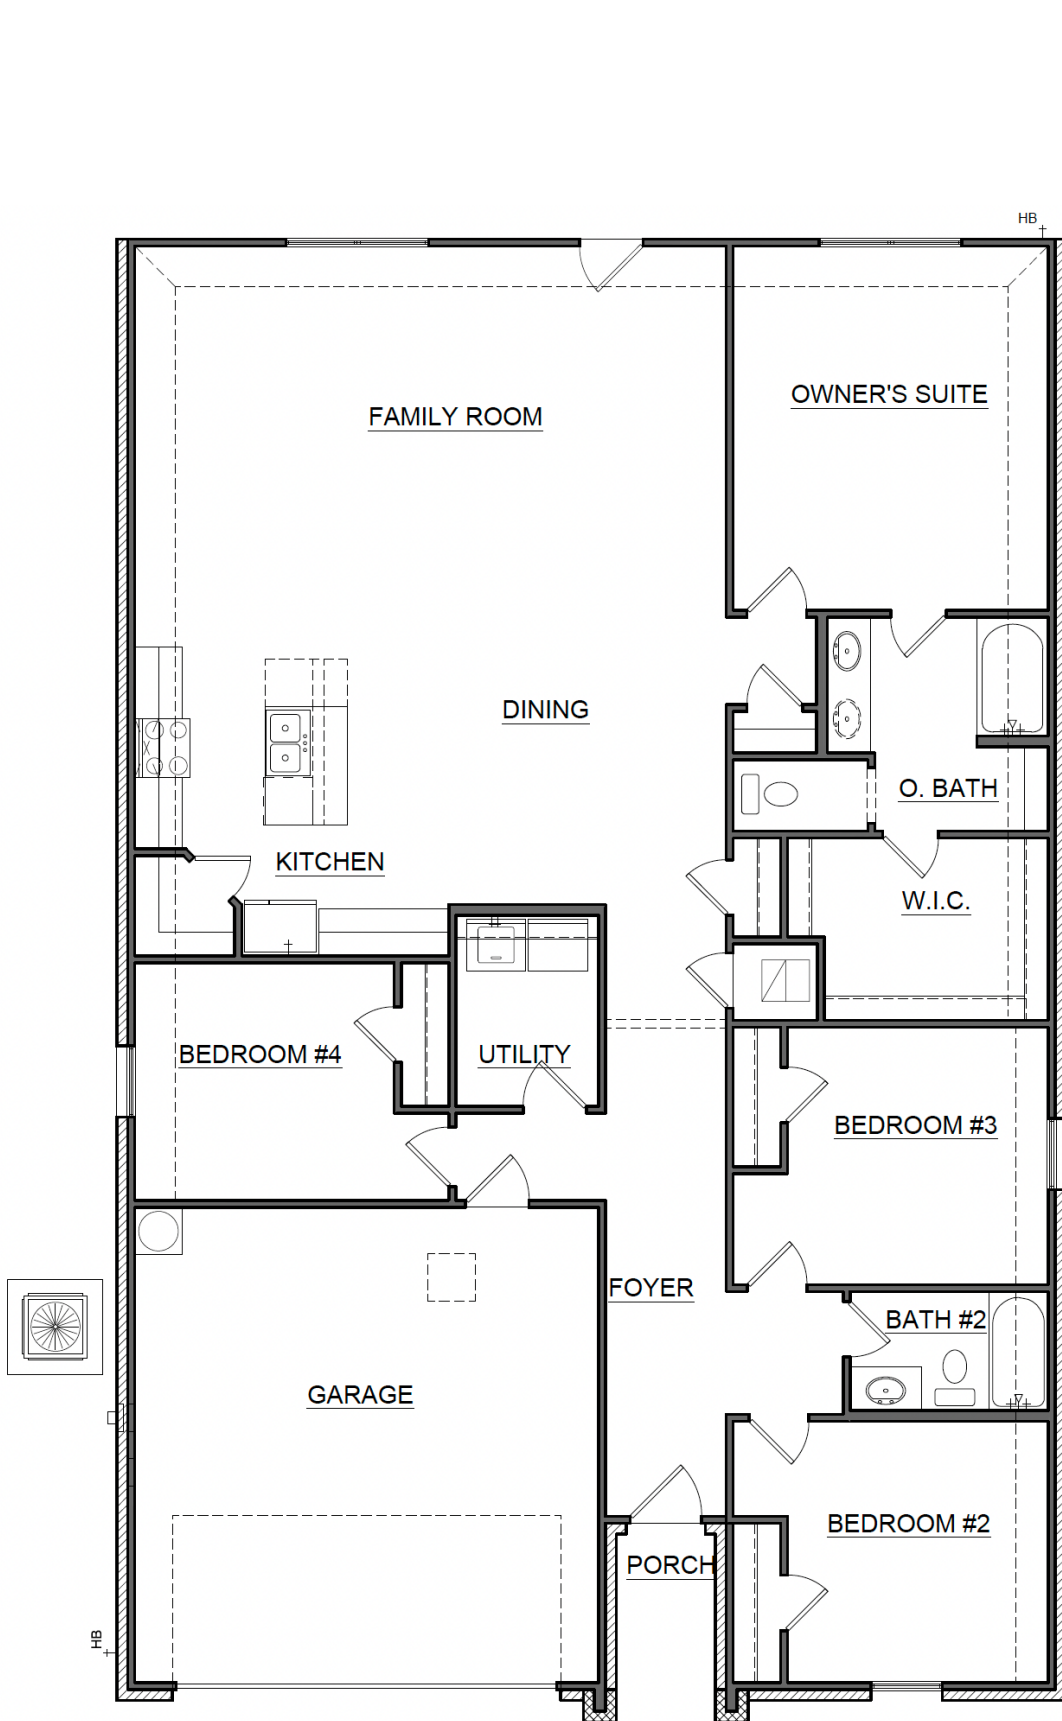 HB
OWNER'S SUITE
FAMILY ROOM
DINING
O. BATH
KITCHEN
W.I.C.
BEDROOM #4
UTILITY
BEDROOM #3
FOYER
BATH #2
GARAGE
BEDROOM #2
PORCH
HB